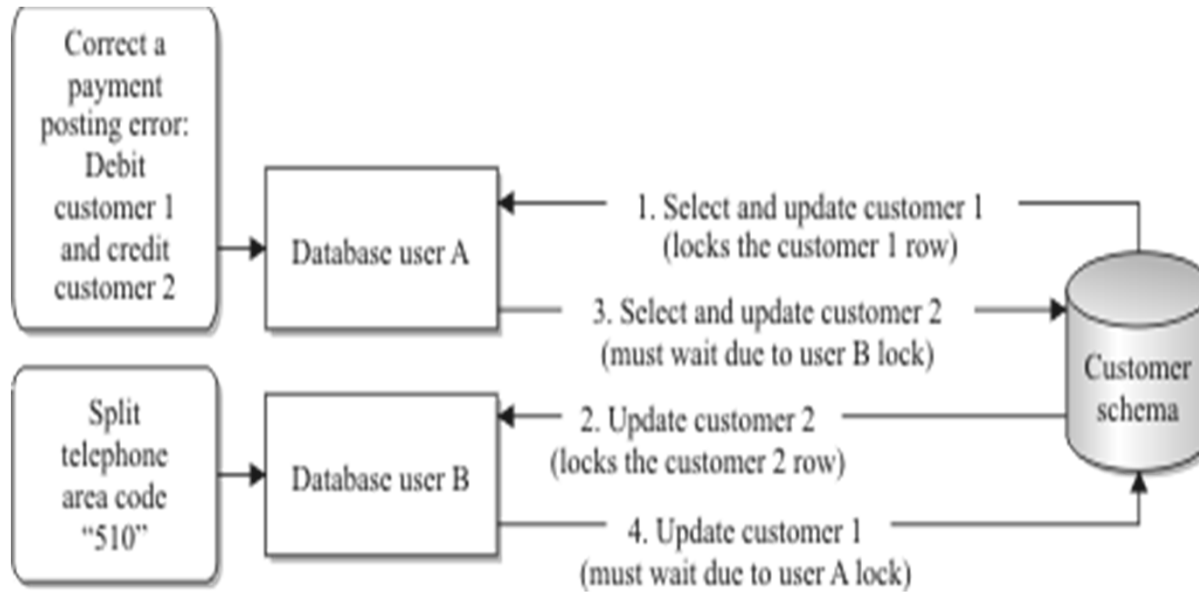 Correct a
payment
posting error:
Debit
customer 1
and credit
customer 2
Database user A
1. Select and update customer 1
(locks the customer 1 row)
3. Select and update customer 2
(must wait due to user B lock)
Customer
schema
Split
telephone
area code
“510”
Database user B
2. Update customer 2
(locks the customer 2 row)
4. Update customer 1
(must wait due to user A lock)